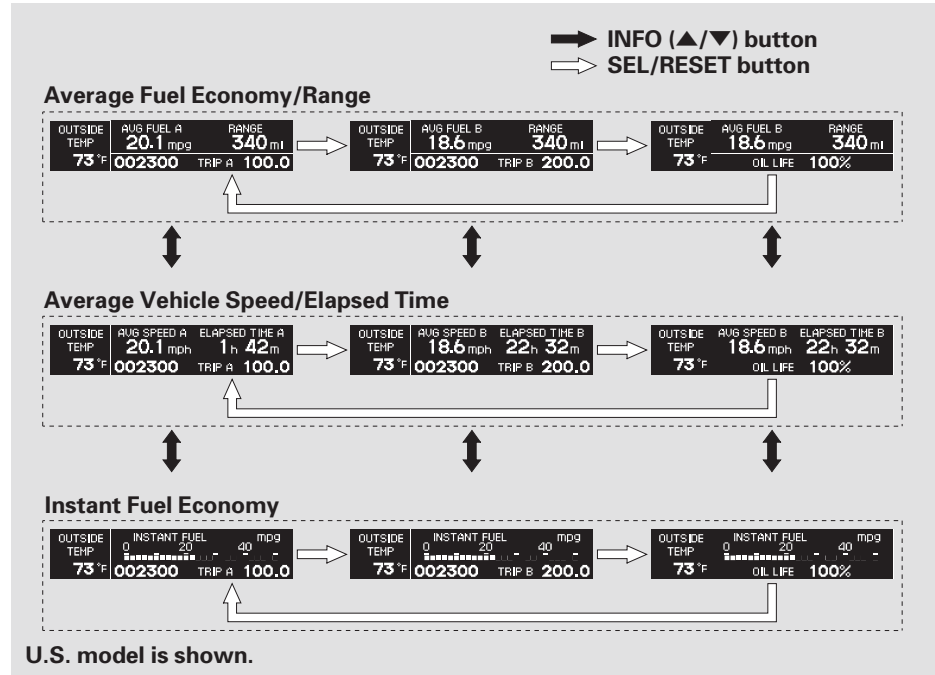 INFO (▲/▼) button
SEL/RESET button
Average Fuel Economy/Range
OUTSIDE TEMP 73°F AVG FUEL A 20.1 mpg RANGE 340 mi 002300 TRIP A 100.0
OUTSIDE TEMP 73°F AVG FUEL B 18.6 mpg RANGE 340 mi 002300 TRIP B 200.0
OUTSIDE TEMP 73°F AVG FUEL B 18.6 mpg RANGE 340 mi OIL LIFE 100%
Average Vehicle Speed/Elapsed Time
OUTSIDE TEMP 73°F AVG SPEED A 20.1 mph ELAPSED TIME A 1h 42m 002300 TRIP A 100.0
OUTSIDE TEMP 73°F AVG SPEED B 18.6 mph ELAPSED TIME B 22h 32m 002300 TRIP B 200.0
OUTSIDE TEMP 73°F AVG SPEED B 18.6 mph ELAPSED TIME B 22h 32m OIL LIFE 100%
Instant Fuel Economy
OUTSIDE TEMP 73°F INSTANT FUEL mpg 0 20 40 002300 TRIP A 100.0
OUTSIDE TEMP 73°F INSTANT FUEL mpg 0 20 40 002300 TRIP B 200.0
OUTSIDE TEMP 73°F INSTANT FUEL mpg 0 20 40 OIL LIFE 100%
U.S. model is shown.